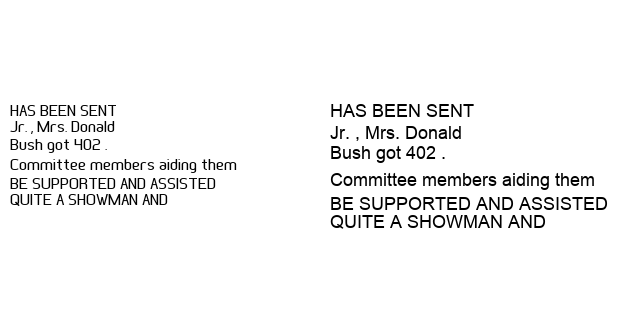 HAS BEEN SENT
Jr. , Mrs. Donald
Bush got 402 .
Committee members aiding them
BE SUPPORTED AND ASSISTED
QUITE A SHOWMAN AND
HAS BEEN SENT
Jr. , Mrs. Donald
Bush got 402 .
Committee members aiding them
BE SUPPORTED AND ASSISTED
QUITE A SHOWMAN AND